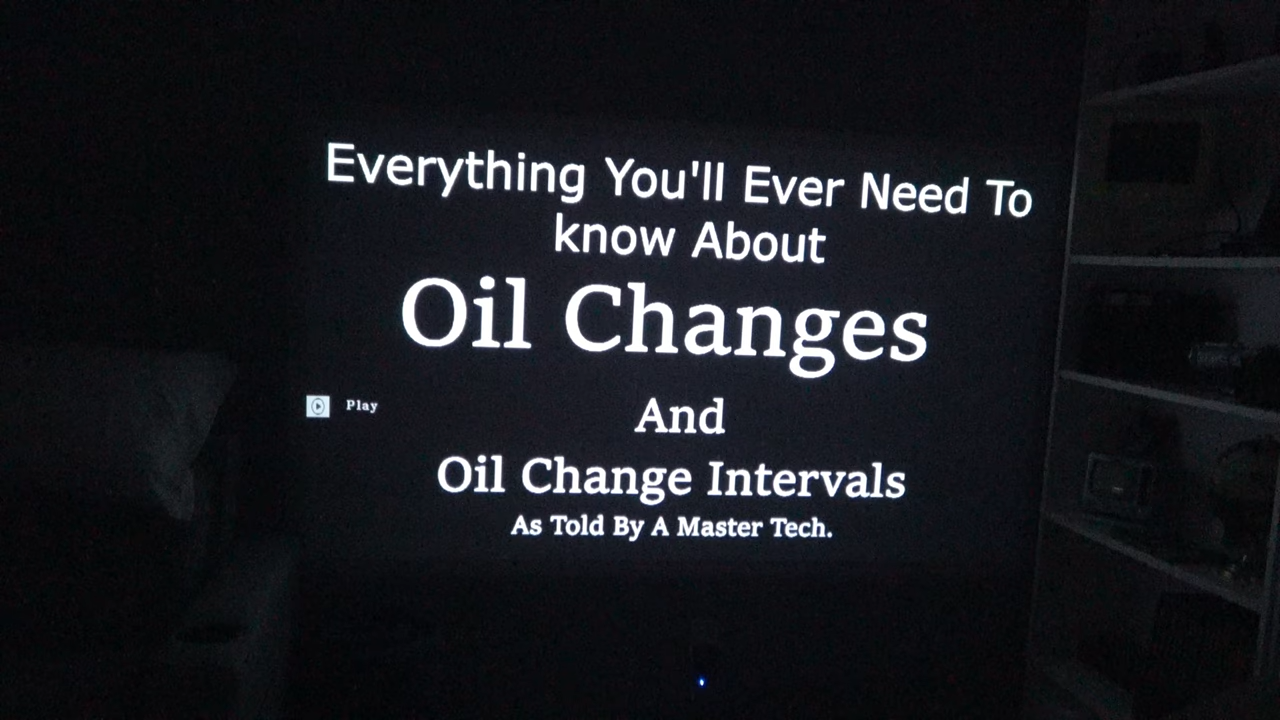 Everything You'll Ever Need To
know About
Oil Changes
Play
And
Oil Change Intervals
As Told By A Master Tech.